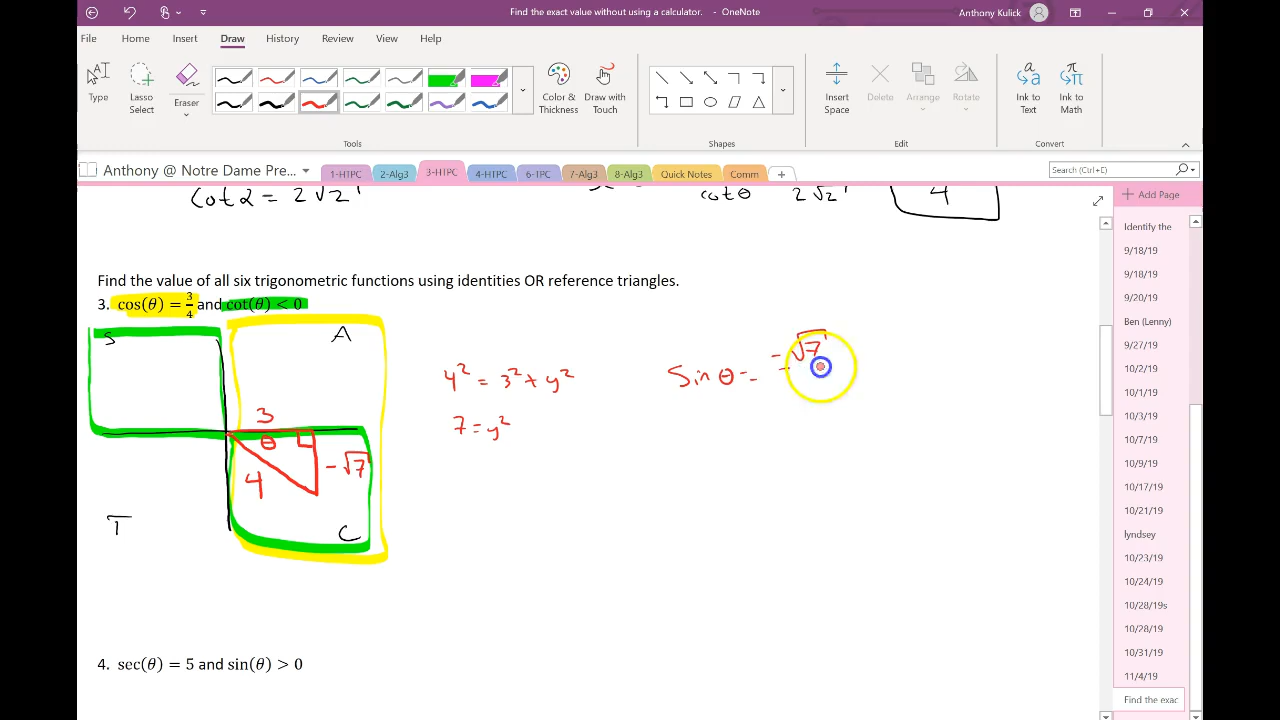 Find the exact value without using a calculator. - OneNote
Anthony Kulick
File Home Insert Draw History Review View Help
Type
Lasso Select
Eraser
Color & Thickness
Draw with Touch
Insert Space
Delete
Arrange
Rotate
Ink to Text
Ink to Math
Tools
Shapes
Edit
Convert
Anthony @ Notre Dame Pre...
1-HTPC 2-Alg3 3-HTPC 4-HTPC 6-TPC 7-Alg3 8-Alg3 Quick Notes Comm
Search (Ctrl+E)
Add Page
Identify the
9/18/19
9/18/19
9/20/19
Ben (Lenny)
9/27/19
10/2/19
10/1/19
10/3/19
10/7/19
10/9/19
10/17/19
10/21/19
lyndsey
10/23/19
10/24/19
10/28/19s
10/28/19
10/31/19
11/4/19
Find the exac
cot 2 = 2√2
cot θ 2√2 4
Find the value of all six trigonometric functions using identities OR reference triangles.
3. cos(θ) = 3/4 and cot(θ) < 0
S A
4² = 3² + y²
Sin θ = -√7
3
θ
7 = y²
4 -√7
T C
4. sec(θ) = 5 and sin(θ) > 0